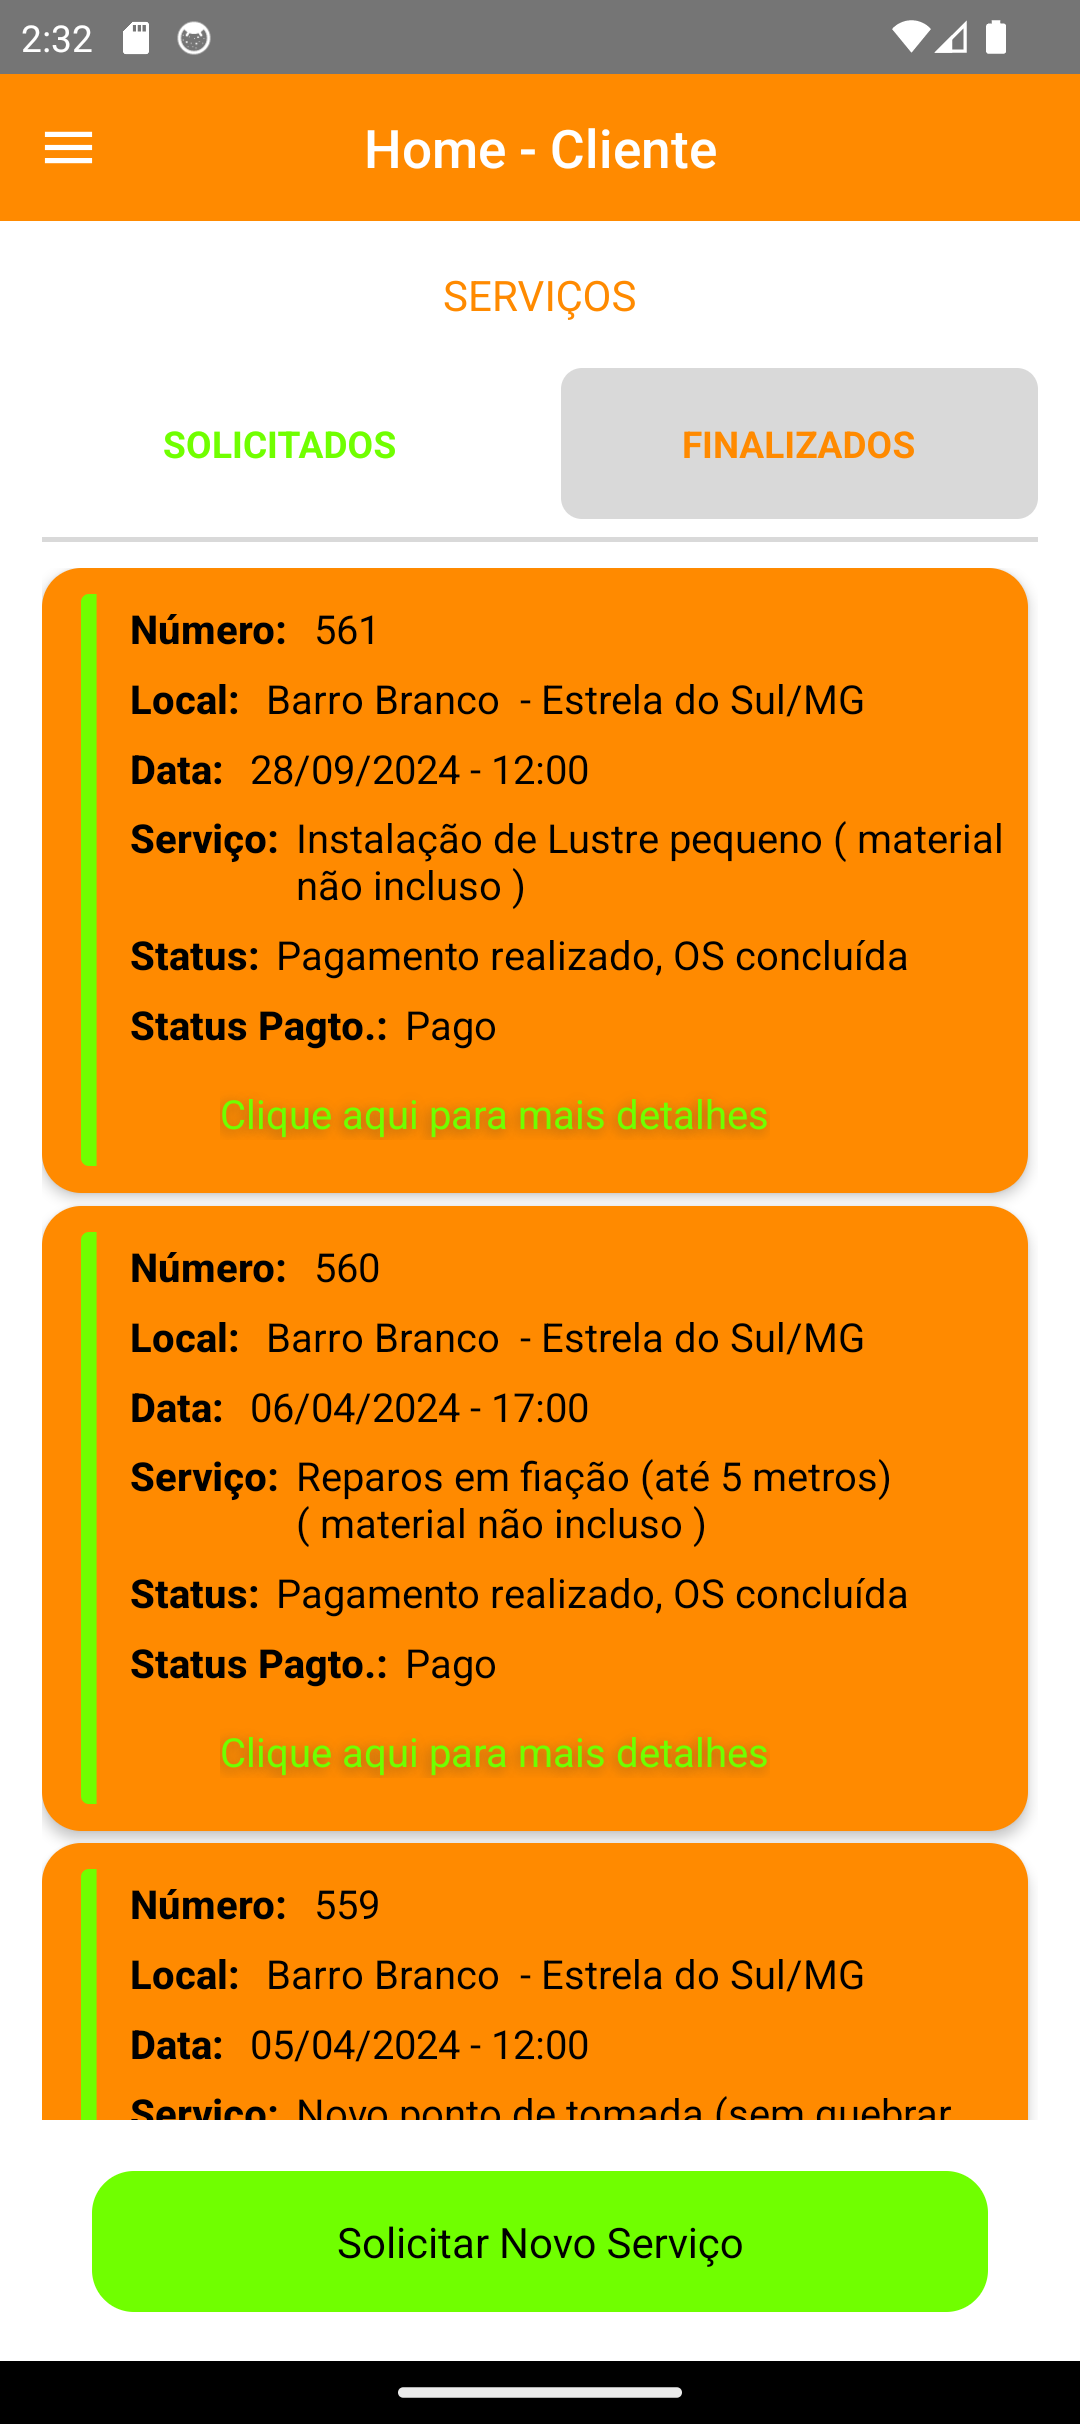 2:32
Home - Cliente
SERVIÇOS
SOLICITADOS
FINALIZADOS
Número: 561
Local: Barro Branco - Estrela do Sul/MG
Data: 28/09/2024 - 12:00
Serviço: Instalação de Lustre pequeno ( material
não incluso )
Status: Pagamento realizado, OS concluída
Status Pagto.: Pago
Clique aqui para mais detalhes
Número: 560
Local: Barro Branco - Estrela do Sul/MG
Data: 06/04/2024 - 17:00
Serviço: Reparos em fiação (até 5 metros)
( material não incluso )
Status: Pagamento realizado, OS concluída
Status Pagto.: Pago
Clique aqui para mais detalhes
Número: 559
Local: Barro Branco - Estrela do Sul/MG
Data: 05/04/2024 - 12:00
Serviço: Novo ponto de tomada (sem quebrar
Solicitar Novo Serviço